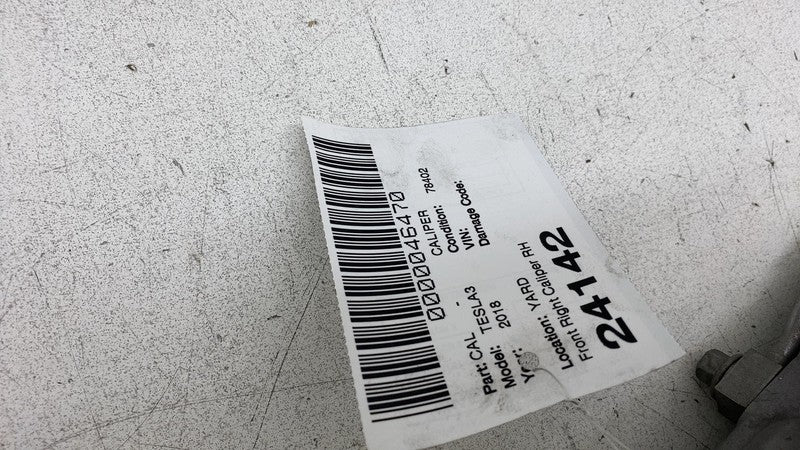 0000046470
Part: CAL - CALIPER 78402
Model: TESLA3 Condition:
Year: 2018 VIN:
Damage Code:
Location: YARD
Front Right Caliper RH
24142